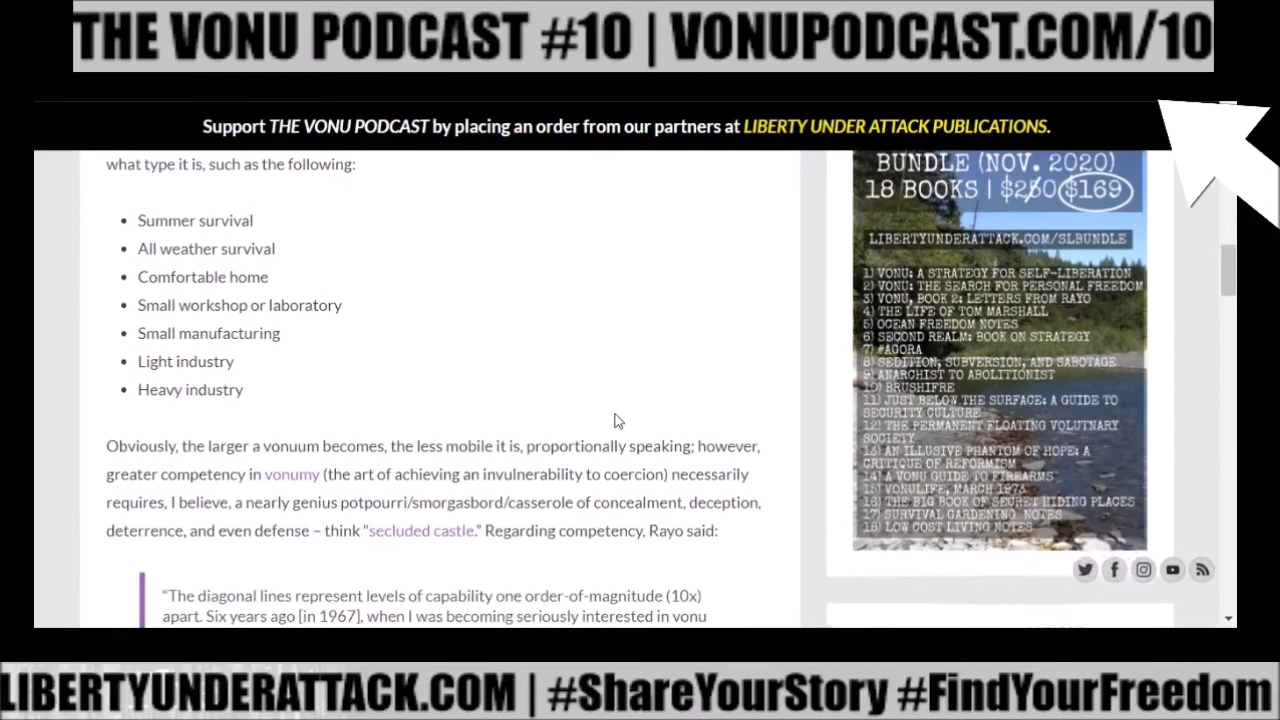 THE VONU PODCAST #10 | VONUPODCAST.COM/10
Support THE VONU PODCAST by placing an order from our partners at LIBERTY UNDER ATTACK PUBLICATIONS.
what type it is, such as the following:
Summer survival
All weather survival
Comfortable home
Small workshop or laboratory
Small manufacturing
Light industry
Heavy industry
Obviously, the larger a vonuum becomes, the less mobile it is, proportionally speaking; however,
greater competency in vonumy (the art of achieving an invulnerability to coercion) necessarily
requires, I believe, a nearly genius potpourri/smorgasbord/casserole of concealment, deception,
deterrence, and even defense – think “secluded castle.” Regarding competency, Rayo said:
“The diagonal lines represent levels of capability one order-of-magnitude (10x)
apart. Six years ago [in 1967], when I was becoming seriously interested in vonu
BUNDLE (NOV. 2020)
18 BOOKS | $250 $169
LIBERTYUNDERATTACK.COM/SLBUNDLE
1) VONU: A STRATEGY FOR SELF-LIBERATION
2) VONU: THE SEARCH FOR PERSONAL FREEDOM
3) VONU, BOOK 2: LETTERS FROM RAYO
4) THE LIFE OF TOM MARSHALL
5) OCEAN FREEDOM NOTES
6) SECOND REALM: BOOK ON STRATEGY
7) #AGORA
8) SEDITION, SUBVERSION, AND SABOTAGE
9) ANARCHIST TO ABOLITIONIST
10) BRUSHIFRE
11) JUST BELOW THE SURFACE: A GUIDE TO
SECURITY CULTURE
12) THE PERMANENT FLOATING VOLUTNARY
SOCIETY
13) AN ILLUSIVE PHANTOM OF HOPE: A
CRITIQUE OF REFORMISM
14) A VONU GUIDE TO FIREARMS
15) VONULIFE, MARCH 1973
16) THE BIG BOOK OF SECRET HIDING PLACES
17) SURVIVAL GARDENING NOTES
18) LOW COST LIVING NOTES
LIBERTYUNDERATTACK.COM | #ShareYourStory #FindYourFreedom